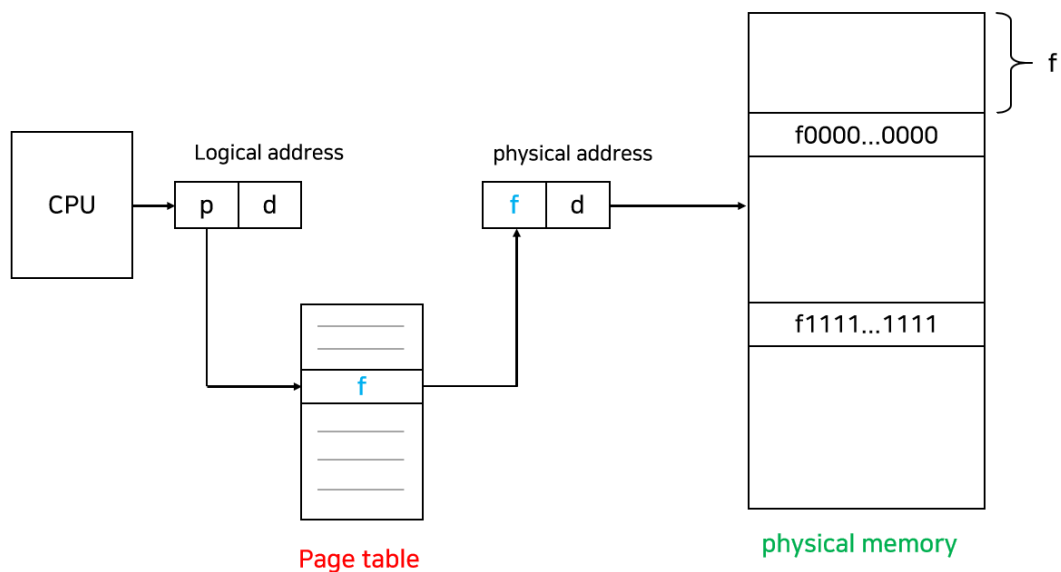 f
f0000...0000
Logical address
physical address
CPU
p
d
f
d
f1111...1111
f
Page table
physical memory